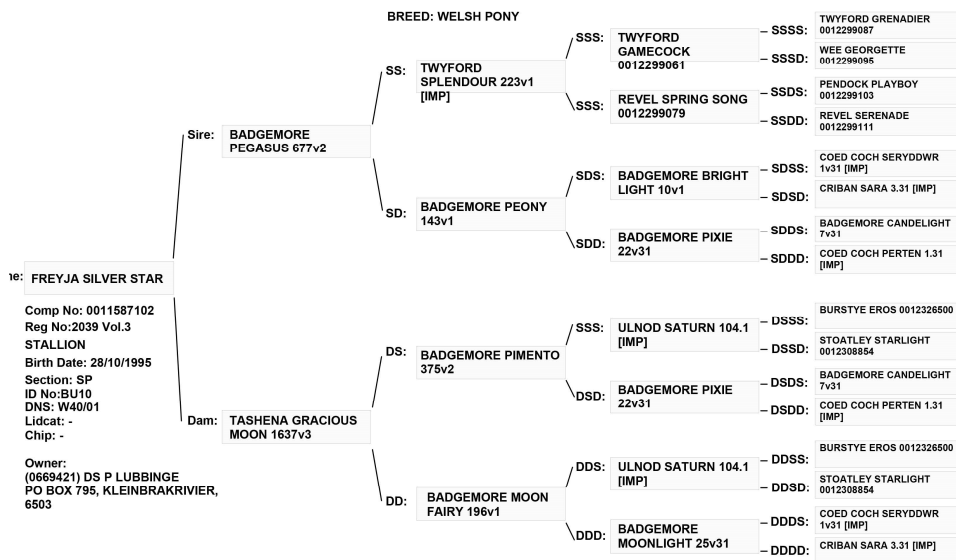 BREED: WELSH PONY
ne: FREYJA SILVER STAR
Comp No: 0011587102
Reg No:2039 Vol.3
STALLION
Birth Date: 28/10/1995
Section: SP
ID No:BU10
DNS: W40/01
Lidcat: -
Chip: -
Owner:
(0669421) DS P LUBBINGE
PO BOX 795, KLEINBRAKRIVIER,
6503
Sire: BADGEMORE
PEGASUS 677v2
Dam: TASHENA GRACIOUS
MOON 1637v3
SS: TWYFORD
SPLENDOUR 223v1
[IMP]
SD: BADGEMORE PEONY
143v1
DS: BADGEMORE PIMENTO
375v2
DD: BADGEMORE MOON
FAIRY 196v1
SSS: TWYFORD
GAMECOCK
0012299061
SSS: REVEL SPRING SONG
0012299079
SDS: BADGEMORE BRIGHT
LIGHT 10v1
SDD: BADGEMORE PIXIE
22v31
SSS: ULNOD SATURN 104.1
[IMP]
DSD: BADGEMORE PIXIE
22v31
DDS: ULNOD SATURN 104.1
[IMP]
DDD: BADGEMORE
MOONLIGHT 25v31
SSSS: TWYFORD GRENADIER
0012299087
SSSD: WEE GEORGETTE
0012299095
SSDS: PENDOCK PLAYBOY
0012299103
SSDD: REVEL SERENADE
0012299111
SDSS: COED COCH SERYDDWR
1v31 [IMP]
SDSD: CRIBAN SARA 3.31 [IMP]
SDDS: BADGEMORE CANDELIGHT
7v31
SDDD: COED COCH PERTEN 1.31
[IMP]
DSSS: BURSTYE EROS 0012326500
DSSD: STOATLEY STARLIGHT
0012308854
DSDS: BADGEMORE CANDELIGHT
7v31
DSDD: COED COCH PERTEN 1.31
[IMP]
DDSS: BURSTYE EROS 0012326500
DDSD: STOATLEY STARLIGHT
0012308854
DDDS: COED COCH SERYDDWR
1v31 [IMP]
DDDD: CRIBAN SARA 3.31 [IMP]